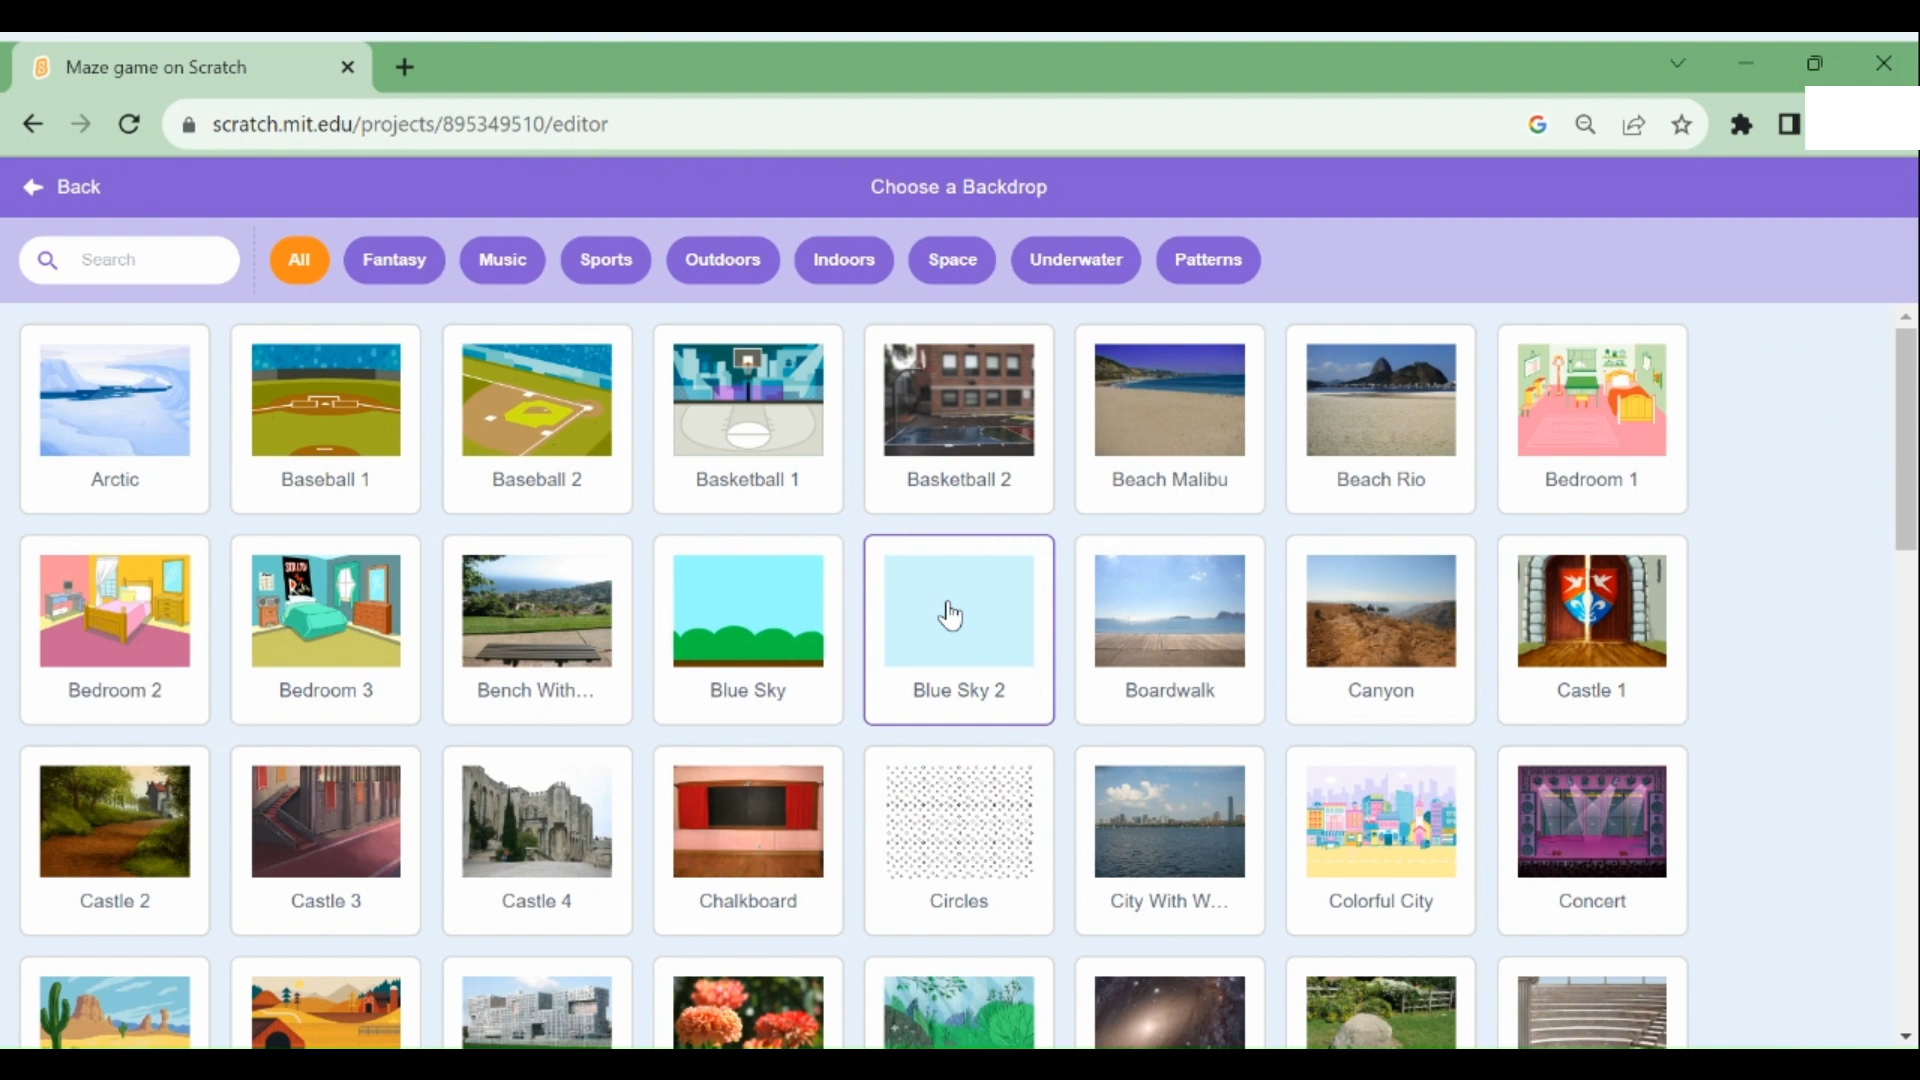 Maze game on Scratch
scratch.mit.edu/projects/895349510/editor
Back
Choose a Backdrop
Search
All
Fantasy
Music
Sports
Outdoors
Indoors
Space
Underwater
Patterns
Arctic
Baseball 1
Baseball 2
Basketball 1
Basketball 2
Beach Malibu
Beach Rio
Bedroom 1
Bedroom 2
Bedroom 3
Bench With...
Blue Sky
Blue Sky 2
Boardwalk
Canyon
Castle 1
Castle 2
Castle 3
Castle 4
Chalkboard
Circles
City With W...
Colorful City
Concert